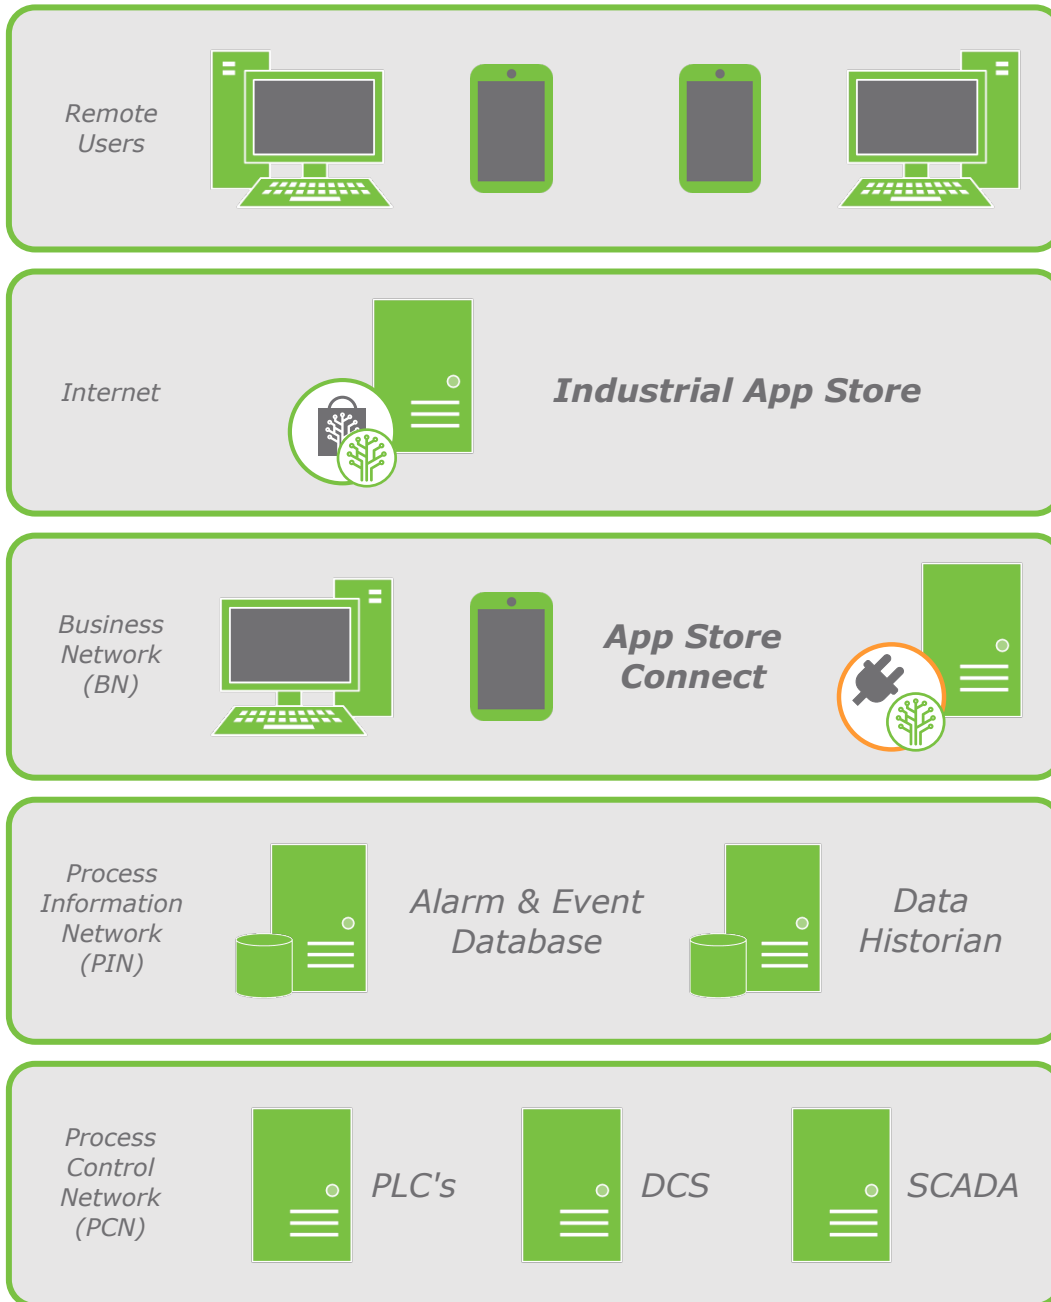 Remote
Users
Internet
Industrial App Store
Business
Network
(BN)
App Store
Connect
Process
Information
Network
(PIN)
Alarm & Event
Database
Data
Historian
Process
Control
Network
(PCN)
PLC's
DCS
SCADA